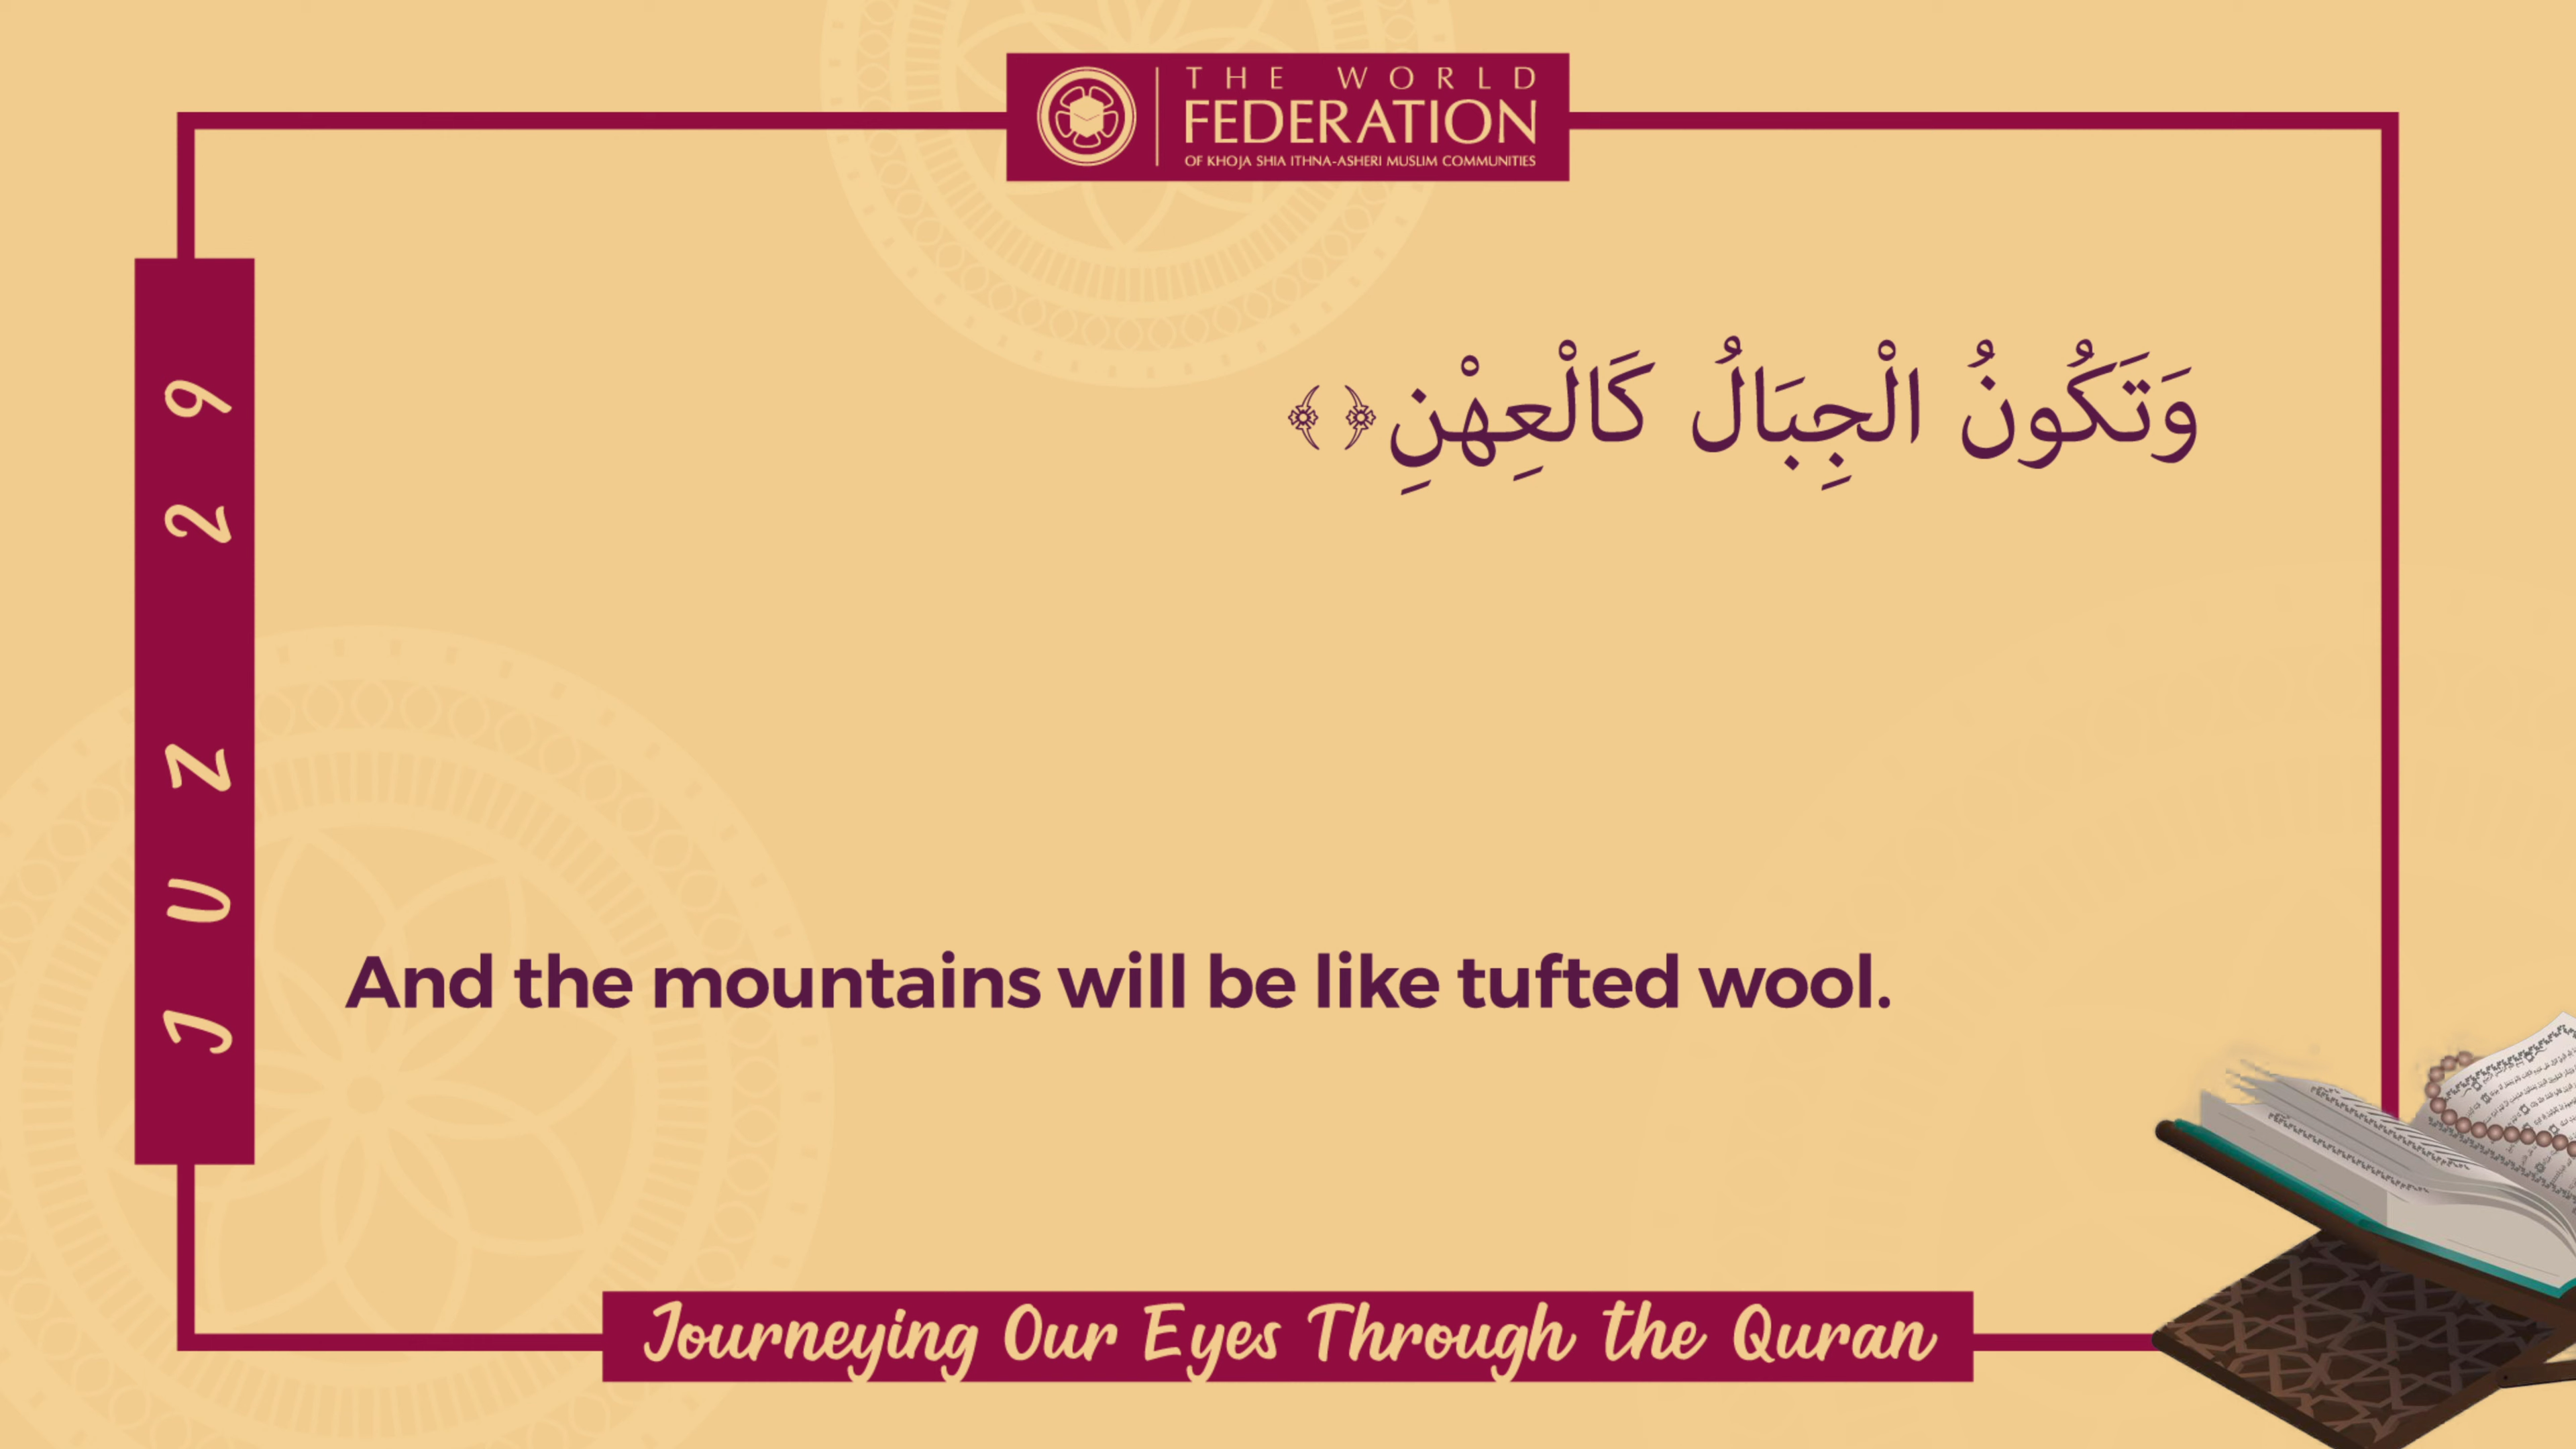 THE WORLD
FEDERATION
OF KHOJA SHIA ITHNA-ASHERI MUSLIM COMMUNITIES
وَتَكُونُ الْجِبَالُ كَالْعِهْنِ ﴿ ﴾
JUZ 29
And the mountains will be like tufted wool.
Journeying Our Eyes Through the Quran